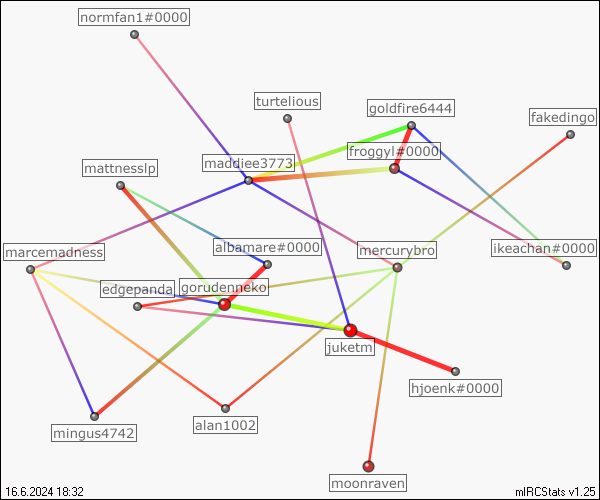 normfan1#0000
turtelious
goldfire6444
fakedingo
froggyl#0000
maddiee3773
mattnesslp
albamare#0000
mercurybro
ikeachan#0000
marcemadness
edgepanda
gorudenneko
juketm
hjoenk#0000
alan1002
mingus4742
moonraven
16.6.2024 18:32
mIRCStats v1.25